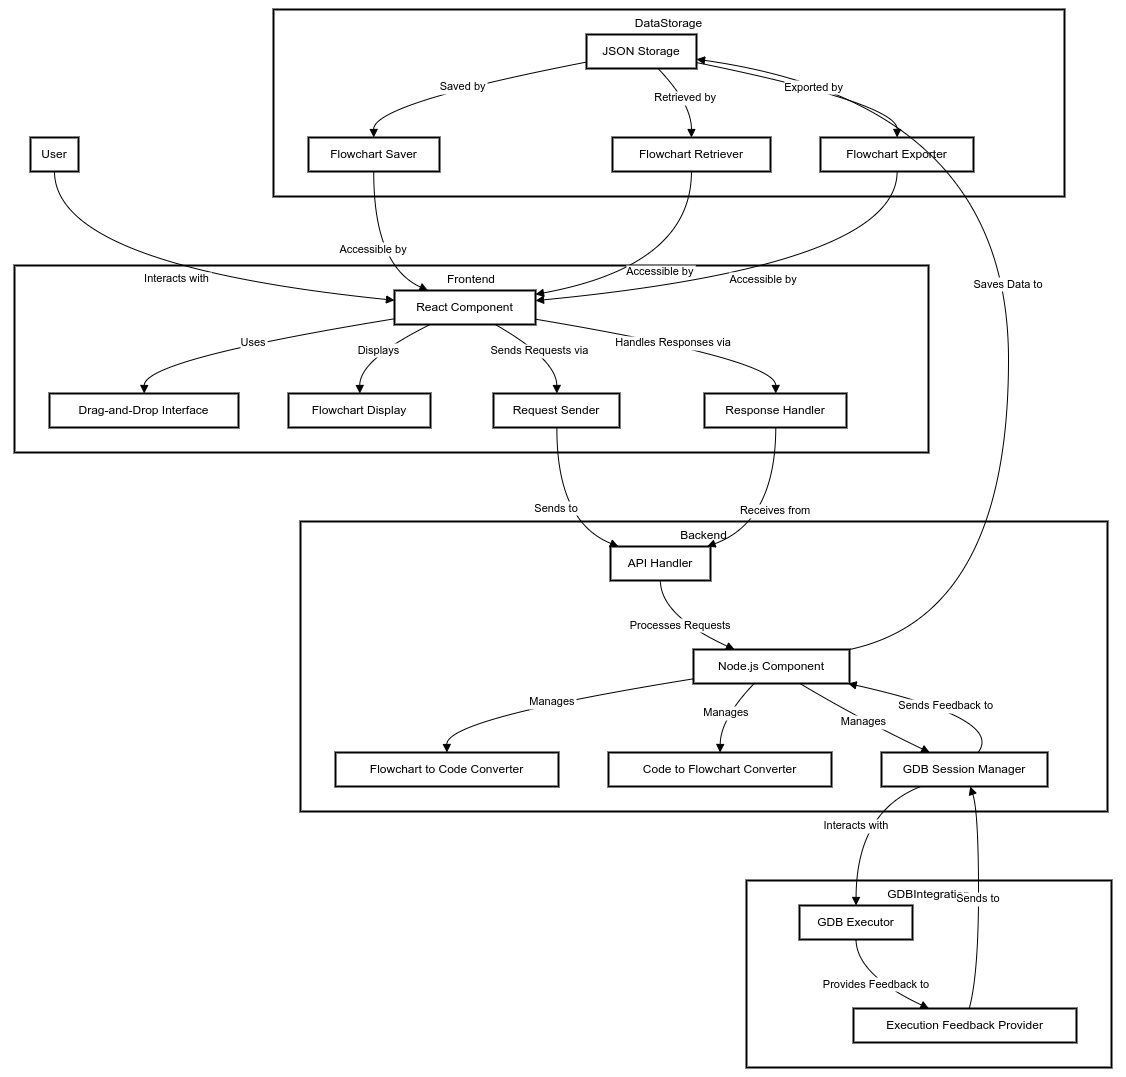 DataStorage
JSON Storage
Saved by
Retrieved by
Exported by
User
Flowchart Saver
Flowchart Retriever
Flowchart Exporter
Accessible by
Accessible by
Accessible by
Interacts with
Saves Data to
Frontend
React Component
Uses
Displays
Sends Requests via
Handles Responses via
Drag-and-Drop Interface
Flowchart Display
Request Sender
Response Handler
Sends to
Receives from
Backend
API Handler
Processes Requests
Node.js Component
Manages
Manages
Manages
Sends Feedback to
Flowchart to Code Converter
Code to Flowchart Converter
GDB Session Manager
Interacts with
GDBIntegration
Sends to
GDB Executor
Provides Feedback to
Execution Feedback Provider